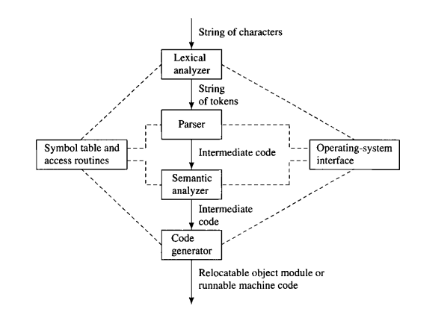 String of characters
Lexical
analyzer
String
of tokens
Parser
Symbol table and
access routines
Intermediate code
Operating-system
interface
Semantic
analyzer
Intermediate
code
Code
generator
Relocatable object module or
runnable machine code